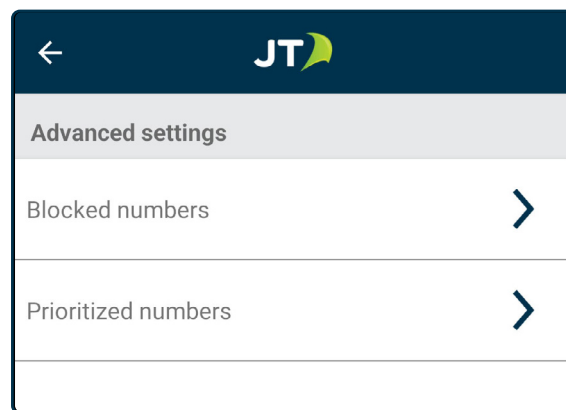 JT
Advanced settings
Blocked numbers
Prioritized numbers